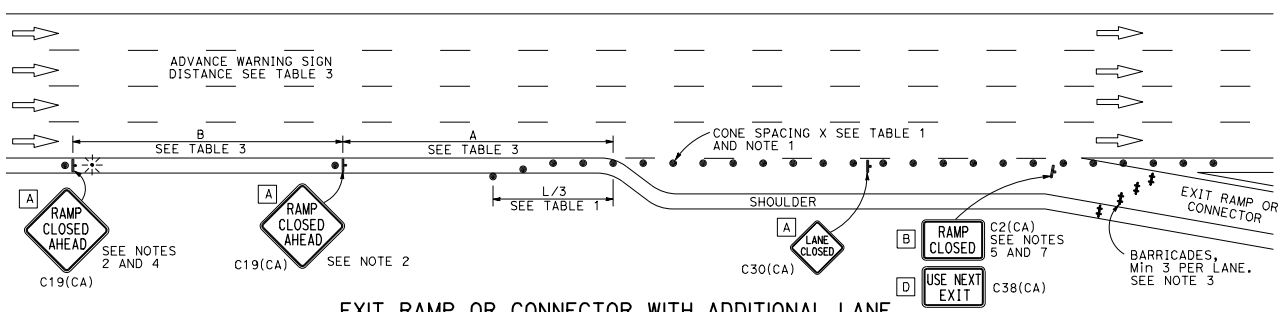 ADVANCE WARNING SIGN
DISTANCE SEE TABLE 3
B
SEE TABLE 3
A
SEE TABLE 3
CONE SPACING X SEE TABLE 1
AND NOTE 1
L/3
SEE TABLE 1
SHOULDER
EXIT RAMP OR
CONNECTOR
A
RAMP
CLOSED
AHEAD
SEE NOTES
2 AND 4
C19(CA)
A
RAMP
CLOSED
AHEAD
SEE NOTE 2
C19(CA)
A
LANE
CLOSED
C30(CA)
B
RAMP
CLOSED
C2(CA)
SEE NOTES
5 AND 7
D
USE NEXT
EXIT
C38(CA)
BARRICADES,
Min 3 PER LANE.
SEE NOTE 3
EXIT RAMP OR CONNECTOR WITH ADDITIONAL LANE